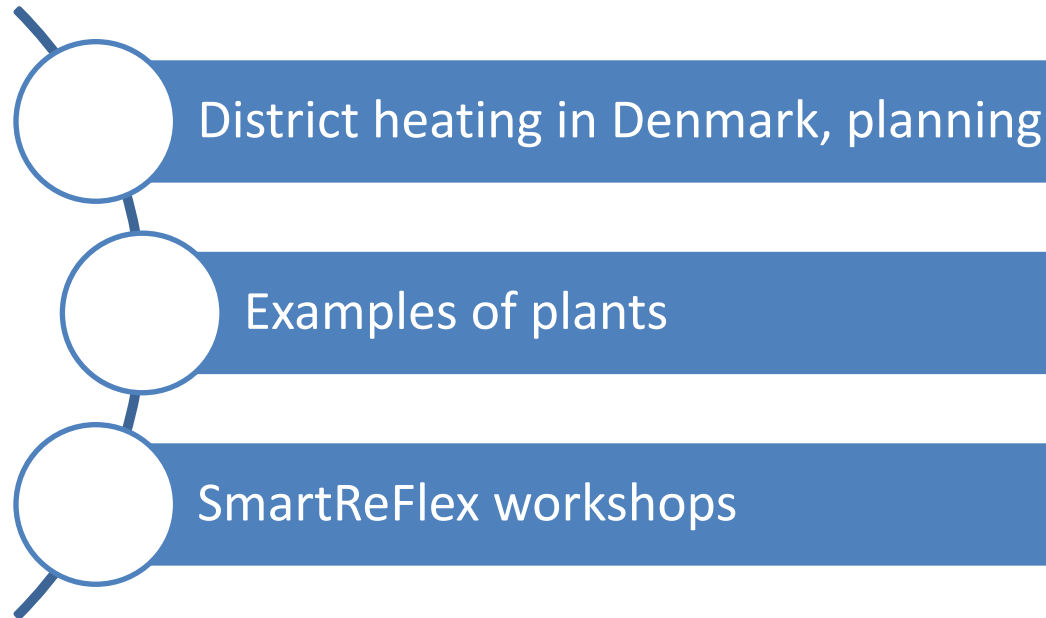 District heating in Denmark, planning
Examples of plants
SmartReFlex workshops